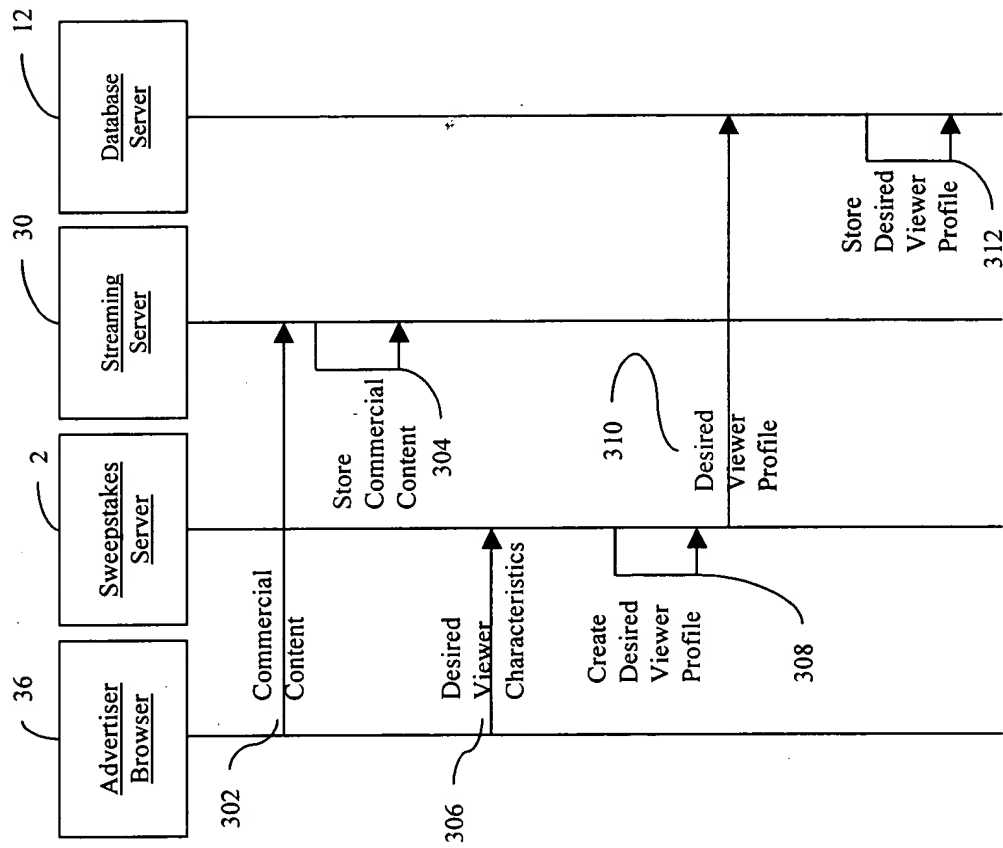 36
2
30
12
Advertiser
Browser
Sweepstakes
Server
Streaming
Server
Database
Server
302
Commercial
Content
Store
Commercial
Content
304
306
Desired
Viewer
Characteristics
Create
Desired
Viewer
Profile
308
310
Desired
Viewer
Profile
Store
Desired
Viewer
Profile
312